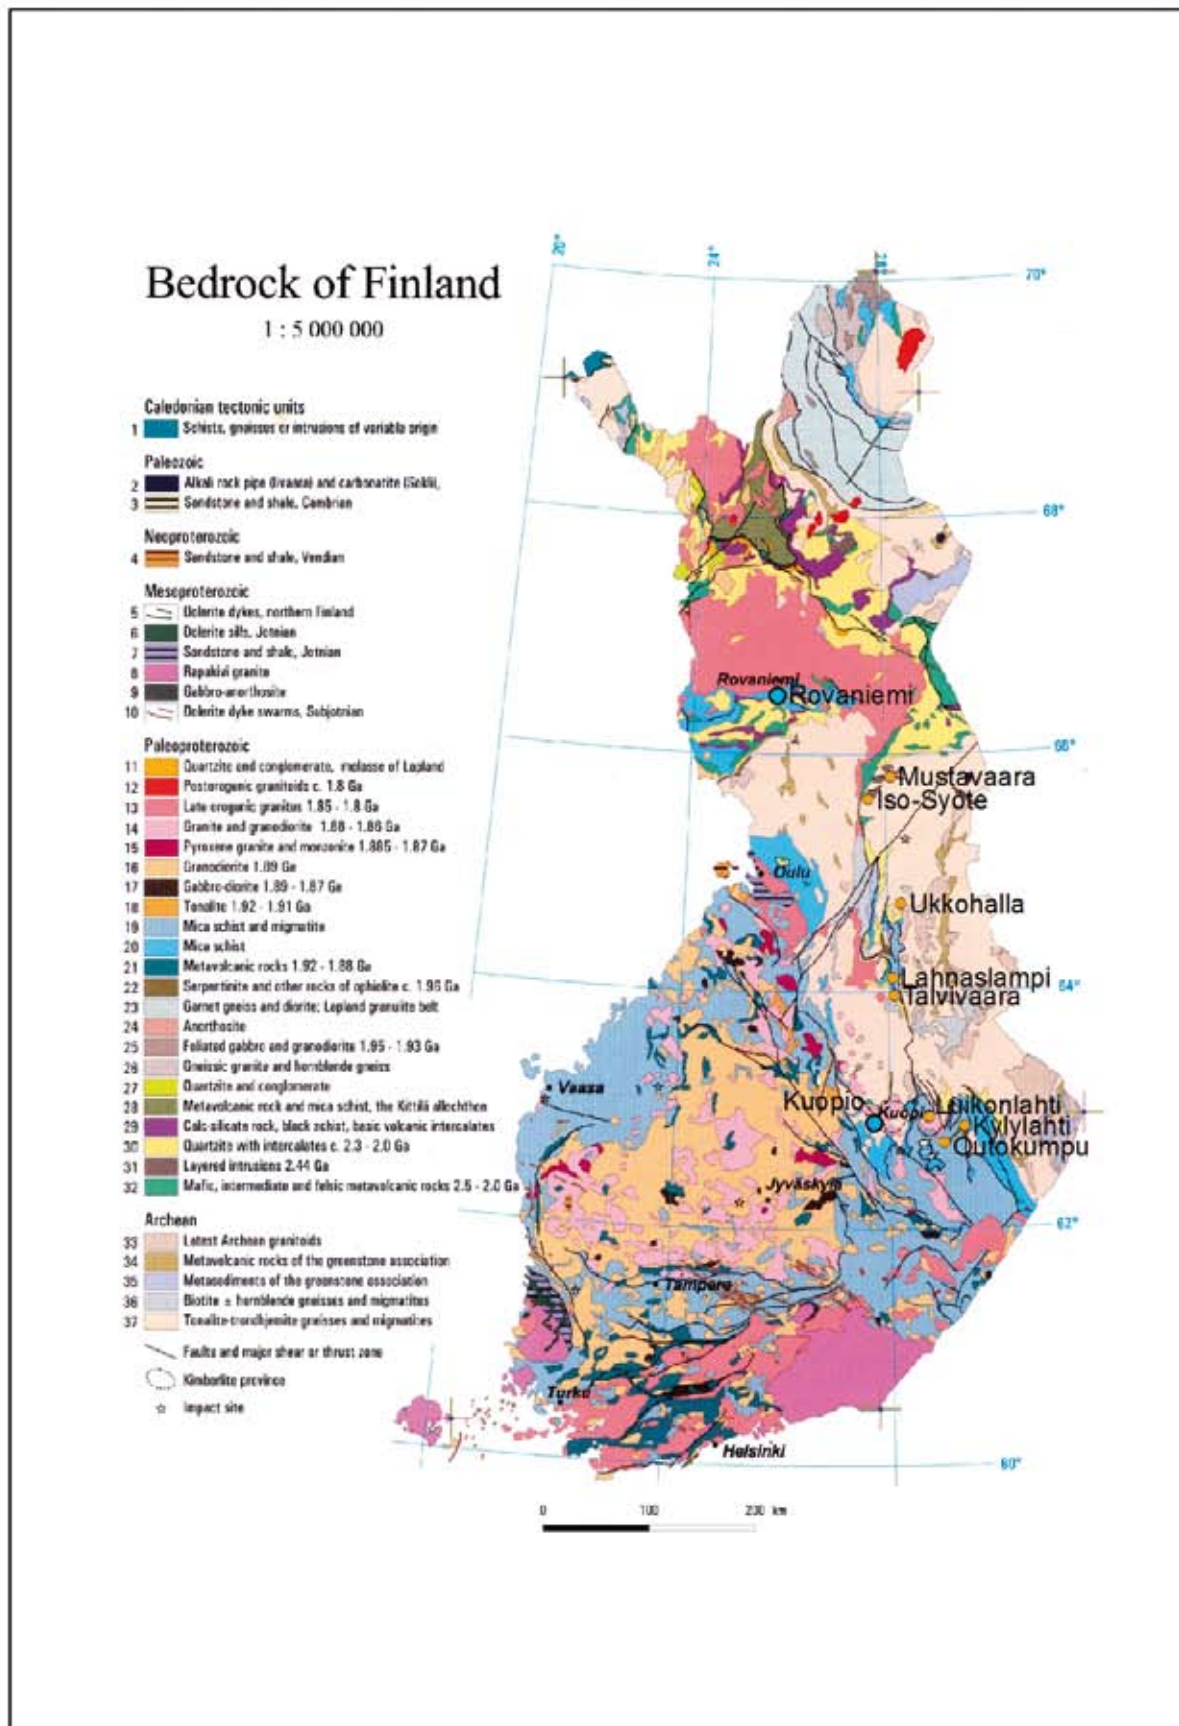 Bedrock of Finland
1 : 5 000 000
Caledonian tectonic units
1 Schists, gneisses or intrusions of variable origin
Paleozoic
2 Alkali rock pipe (Iivaara) and carbonatite (Sokli),
3 Sandstone and shale, Cambrian
Neoproterozoic
4 Sandstone and shale, Vendian
Mesoproterozoic
5 Dolerite dykes, northern Finland
6 Dolerite sills, Jotnian
7 Sandstone and shale, Jotnian
8 Rapakivi granite
9 Gabbro-anorthosite
10 Dolerite dyke swarms, Subjotnian
Paleoproterozoic
11 Quartzite and conglomerate, molasse of Lapland
12 Postorogenic granitoids c. 1.8 Ga
13 Late orogenic granites 1.85 - 1.8 Ga
14 Granite and granodiorite 1.88 - 1.86 Ga
15 Pyroxene granite and monzonite 1.885 - 1.87 Ga
16 Granodiorite 1.89 Ga
17 Gabbro-diorite 1.89 - 1.87 Ga
18 Tonalite 1.92 - 1.91 Ga
19 Mica schist and migmatite
20 Mica schist
21 Metavolcanic rocks 1.92 - 1.88 Ga
22 Serpentinite and other rocks of ophiolite c. 1.96 Ga
23 Garnet gneiss and diorite; Lapland granulite belt
24 Anorthosite
25 Foliated gabbro and granodiorite 1.95 - 1.93 Ga
26 Gneissic granite and hornblende gneiss
27 Quartzite and conglomerate
28 Metavolcanic rock and mica schist, the Kittilä allochthon
29 Calc-silicate rock, black schist, basic volcanic intercalates
30 Quartzite with intercalates c. 2.3 - 2.0 Ga
31 Layered intrusions 2.44 Ga
32 Mafic, intermediate and felsic metavolcanic rocks 2.5 - 2.0 Ga
Archean
33 Latest Archean granitoids
34 Metavolcanic rocks of the greenstone association
35 Metasediments of the greenstone association
36 Biotite ± hornblende gneisses and migmatites
37 Tonalite-trondhjemite gneisses and migmatites
Faults and major shear or thrust zone
Kimberlite province
Impact site
20°
24°
28°
70°
68°
Rovaniemi
Rovaniemi
66°
Mustavaara
Iso-Syöte
Oulu
Ukkohalla
Lahnaslampi
64°
Talvivaara
Vaasa
Kuopio
Kuopi
Luikonlahti
Kylylahti
Outokumpu
Jyväskylä
62°
Tampere
Turku
Helsinki
60°
0 100 200 km